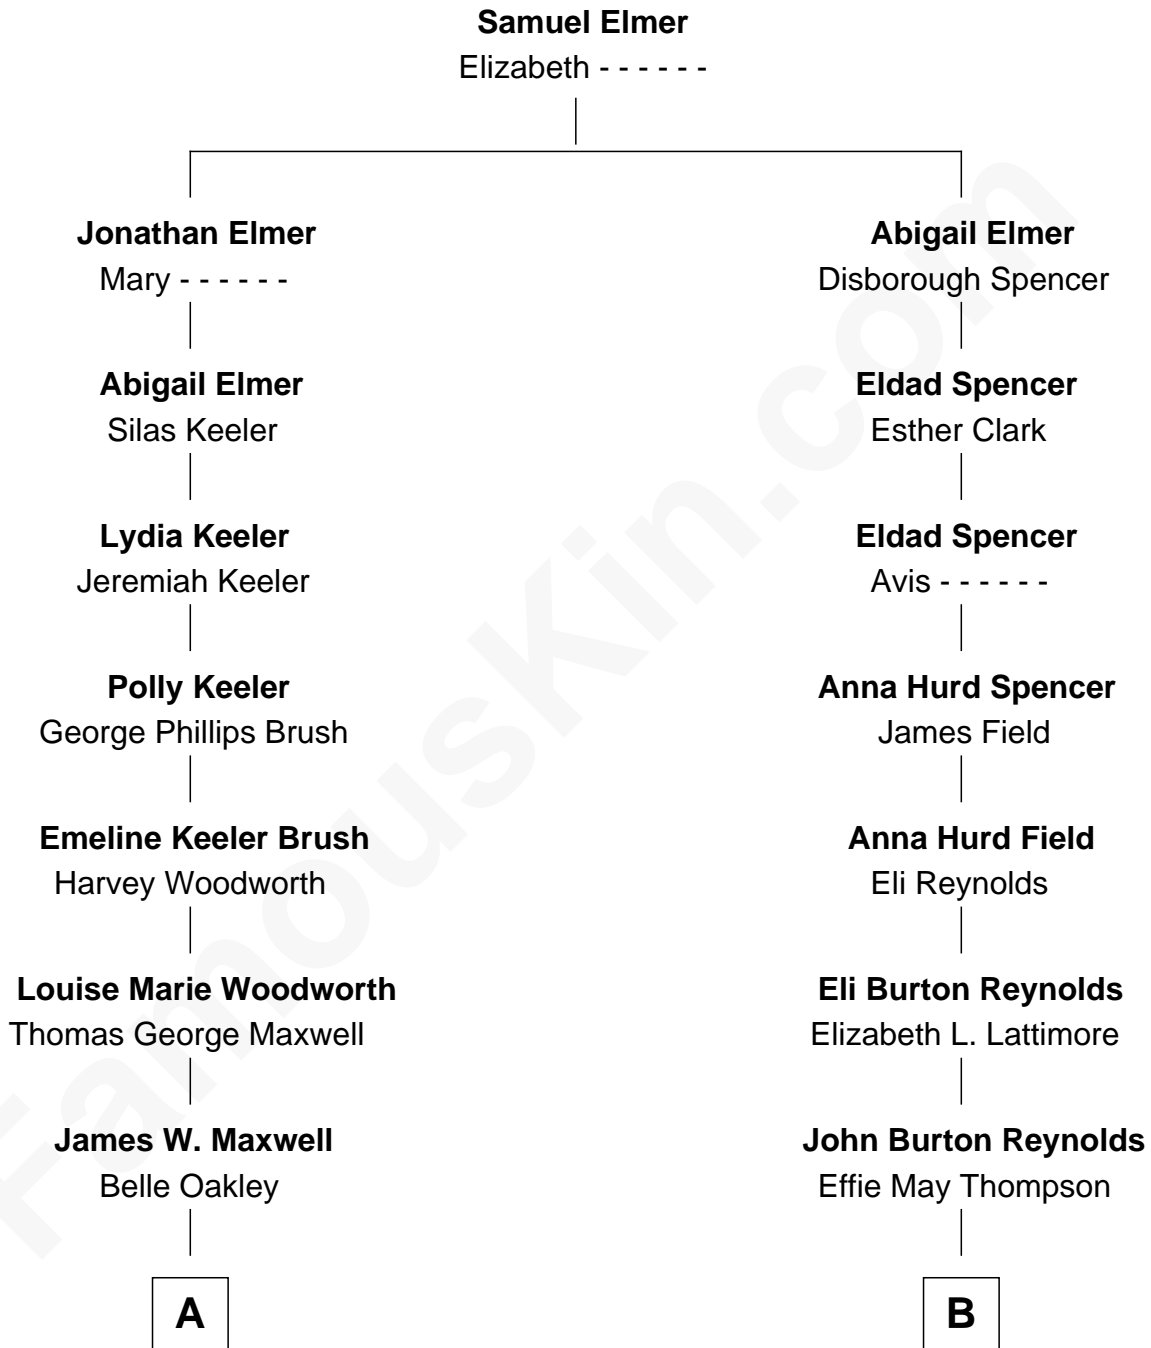 Samuel Elmer
Elizabeth - - - - - -
Jonathan Elmer
Mary - - - - - -
Abigail Elmer
Silas Keeler
Lydia Keeler
Jeremiah Keeler
Polly Keeler
George Phillips Brush
Emeline Keeler Brush
Harvey Woodworth
Louise Marie Woodworth
Thomas George Maxwell
James W. Maxwell
Belle Oakley
A
Abigail Elmer
Disborough Spencer
Eldad Spencer
Esther Clark
Eldad Spencer
Avis - - - - - -
Anna Hurd Spencer
James Field
Anna Hurd Field
Eli Reynolds
Eli Burton Reynolds
Elizabeth L. Lattimore
John Burton Reynolds
Effie May Thompson
B
FamousKin.com